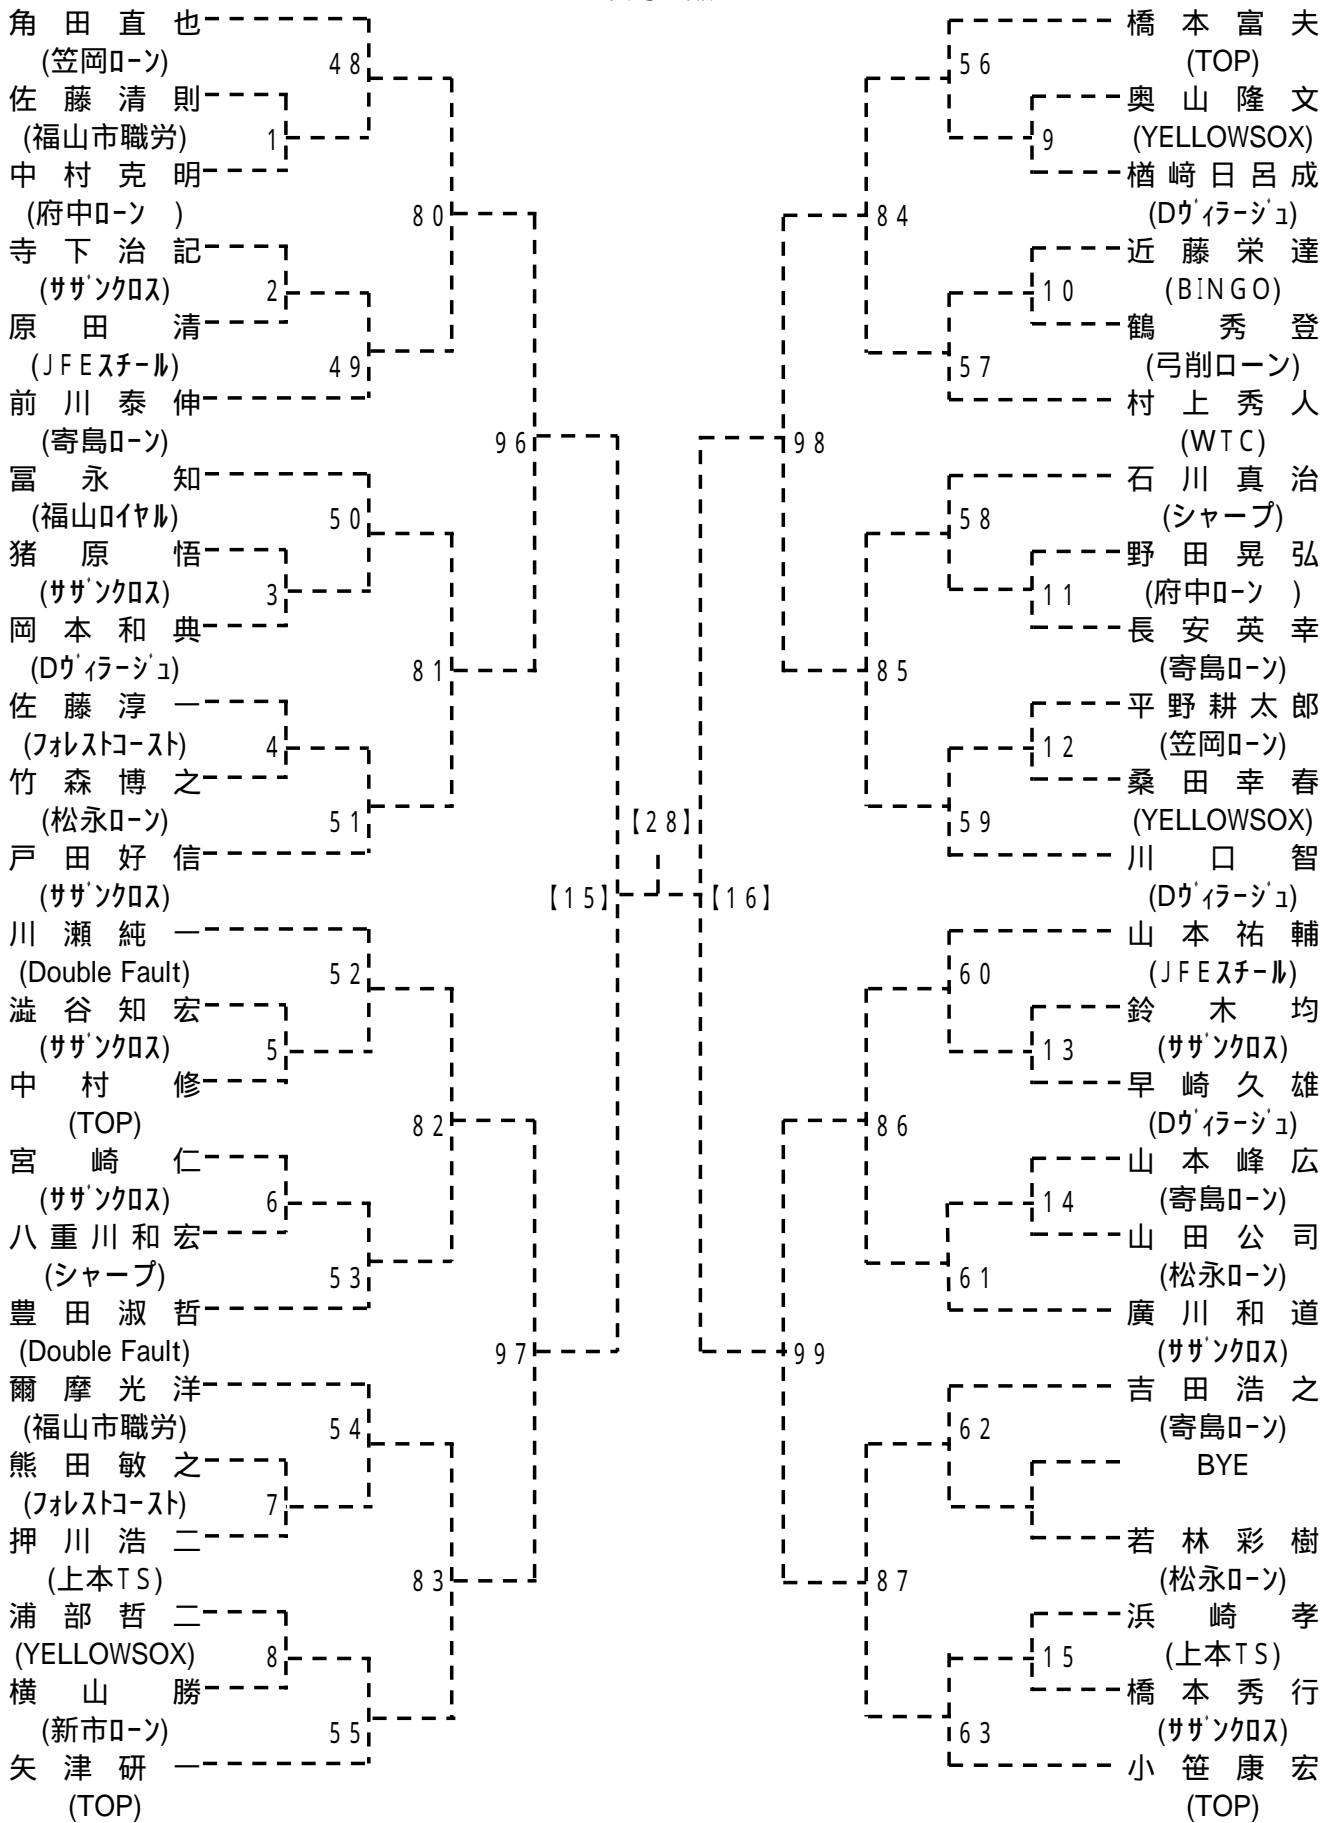 角田直也
(笠岡ローン)
48
佐藤清則
(福山市職労)
1
中村克明
(府中ローン　)
80
寺下治記
(サザンクロス)
2
原田清
(JFEスチール)
49
前川泰伸
(寄島ローン)
96
冨永知
(福山ロイヤル)
50
猪原悟
(サザンクロス)
3
岡本和典
(Dヴィラージュ)
81
佐藤淳一
(フォレストコースト)
4
竹森博之
(松永ローン)
51
戸田好信
(サザンクロス)
【15】
川瀬純一
(Double Fault)
52
澁谷知宏
(サザンクロス)
5
中村修
(TOP)
82
宮崎仁
(サザンクロス)
6
八重川和宏
(シャープ)
53
豊田淑哲
(Double Fault)
97
爾摩光洋
(福山市職労)
54
熊田敏之
(フォレストコースト)
7
押川浩二
(上本TS)
83
浦部哲二
(YELLOWSOX)
8
横山勝
(新市ローン)
55
矢津研一
(TOP)
【28】
橋本富夫
56
(TOP)
奥山隆文
9
(YELLOWSOX)
楢﨑日呂成
84
(Dヴィラージュ)
近藤栄達
10
(BINGO)
鶴秀登
57
(弓削ローン)
村上秀人
98
(WTC)
石川真治
58
(シャープ)
野田晃弘
11
(府中ローン　)
長安英幸
85
(寄島ローン)
平野耕太郎
12
(笠岡ローン)
桑田幸春
59
(YELLOWSOX)
川口智
【16】
(Dヴィラージュ)
山本祐輔
60
(JFEスチール)
鈴木均
13
(サザンクロス)
早崎久雄
86
(Dヴィラージュ)
山本峰広
14
(寄島ローン)
山田公司
61
(松永ローン)
廣川和道
99
(サザンクロス)
吉田浩之
62
(寄島ローン)
BYE
若林彩樹
87
(松永ローン)
浜崎孝
15
(上本TS)
橋本秀行
63
(サザンクロス)
小笹康宏
(TOP)